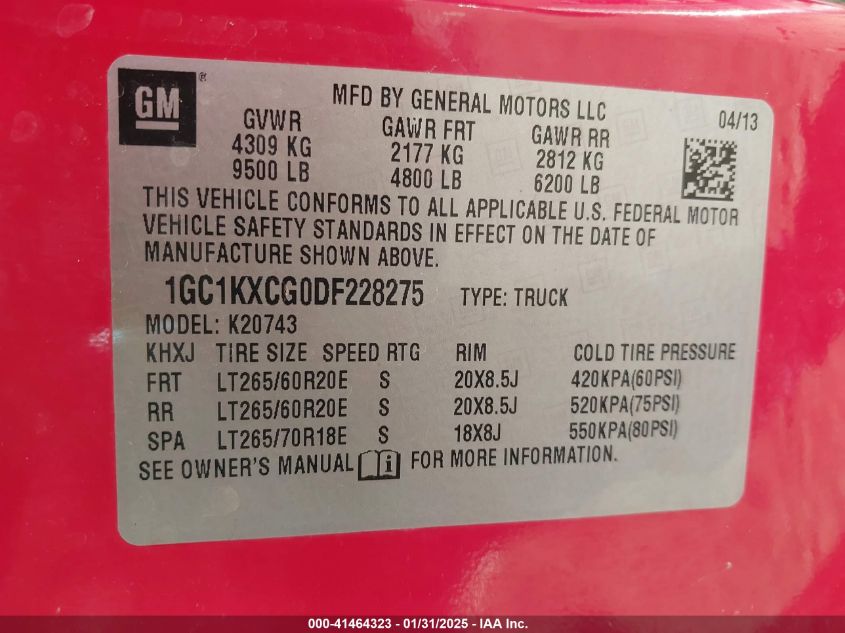 GM®
MFD BY GENERAL MOTORS LLC 04/13
GVWR GAWR FRT GAWR RR
4309 KG 2177 KG 2812 KG
9500 LB 4800 LB 6200 LB
THIS VEHICLE CONFORMS TO ALL APPLICABLE U.S. FEDERAL MOTOR
VEHICLE SAFETY STANDARDS IN EFFECT ON THE DATE OF
MANUFACTURE SHOWN ABOVE.
1GC1KXCG0DF228275 TYPE: TRUCK
MODEL: K20743
KHXJ TIRE SIZE SPEED RTG RIM COLD TIRE PRESSURE
FRT LT265/60R20E S 20X8.5J 420KPA(60PSI)
RR LT265/60R20E S 20X8.5J 520KPA(75PSI)
SPA LT265/70R18E S 18X8J 550KPA(80PSI)
SEE OWNER'S MANUAL i FOR MORE INFORMATION.
000-41464323 — 01/31/2025 — IAA Inc.